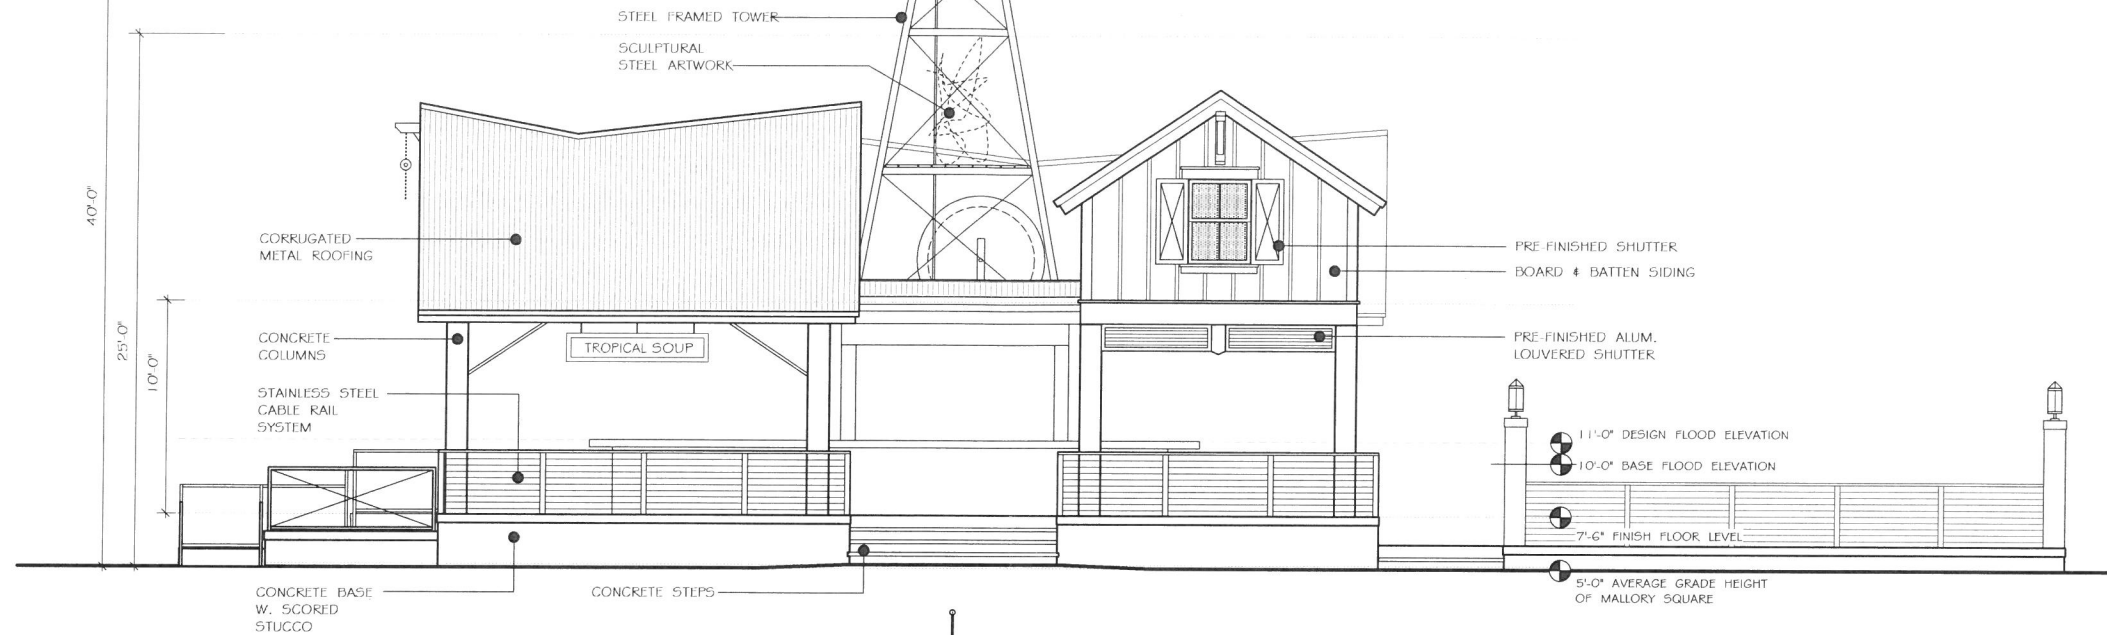 STEEL FRAMED TOWER
SCULPTURAL
STEEL ARTWORK
40'-0"
25'-0"
10'-0"
CORRUGATED
METAL ROOFING
CONCRETE
COLUMNS
TROPICAL SOUP
STAINLESS STEEL
CABLE RAIL
SYSTEM
PRE-FINISHED SHUTTER
BOARD & BATTEN SIDING
PRE-FINISHED ALUM.
LOUVERED SHUTTER
11'-0" DESIGN FLOOD ELEVATION
10'-0" BASE FLOOD ELEVATION
7'-6" FINISH FLOOR LEVEL
5'-0" AVERAGE GRADE HEIGHT
OF MALLORY SQUARE
CONCRETE BASE
W. SCORED
STUCCO
CONCRETE STEPS